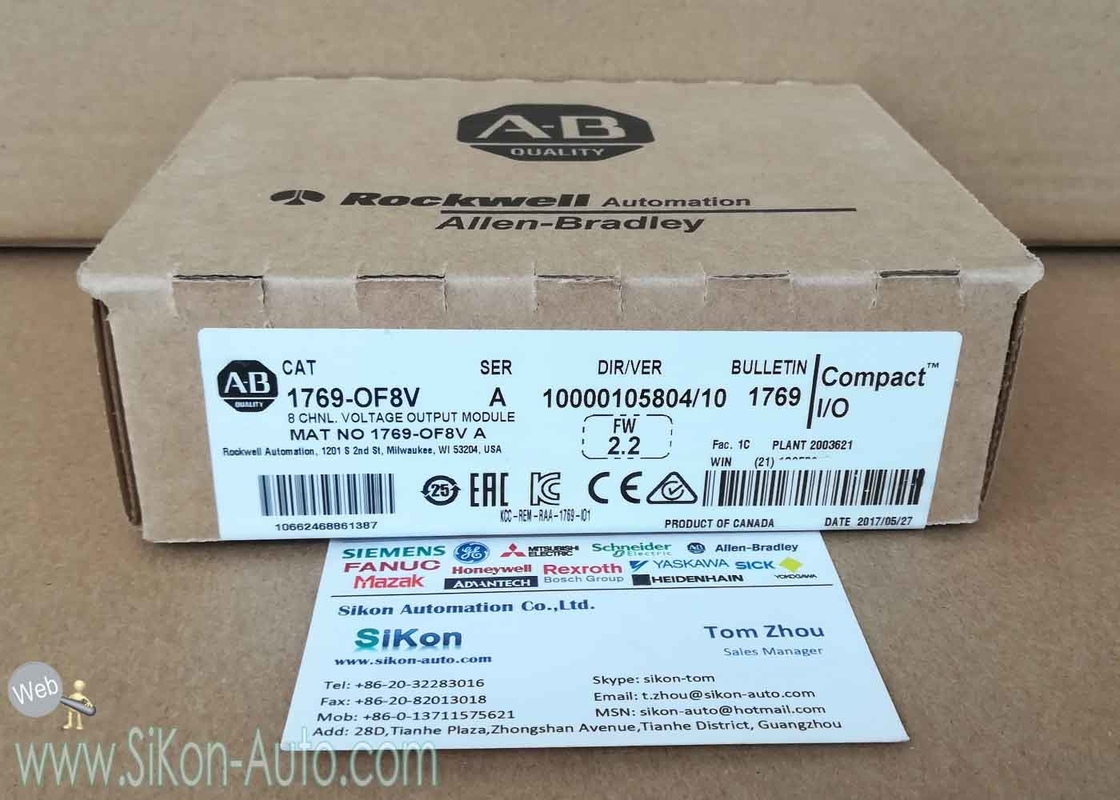 A-B
QUALITY
Rockwell Automation
Allen-Bradley
A-B
QUALITY
CAT SER DIR/VER BULLETIN
1769-OF8V A 10000105804/10 1769
Compact™
I/O
8 CHNL. VOLTAGE OUTPUT MODULE
MAT NO 1769-OF8V A
FW
2.2
Rockwell Automation, 1201 S 2nd St, Milwaukee, WI 53204, USA
Fac. 1C PLANT 2003621
WIN (21)
25 EAC KC CE
10662468861387
KCC-REM-RAA-1769-IO1
PRODUCT OF CANADA DATE 2017/05/27
SIEMENS GE MITSUBISHI ELECTRIC Schneider Electric AB Allen-Bradley
FANUC Honeywell Rexroth Bosch Group YASKAWA SICK YOKOGAWA
Mazak ADVANTECH HEIDENHAIN
Sikon Automation Co.,Ltd.
SiKon
www.sikon-auto.com
Tom Zhou
Sales Manager
Tel: +86-20-32283016
Fax: +86-20-82013018
Mob: +86-0-13711575621
Skype: sikon-tom
Email: t.zhou@sikon-auto.com
MSN: sikon-auto@hotmail.com
Add: 28D,Tianhe Plaza,Zhongshan Avenue,Tianhe District, Guangzhou
Web
www.SiKon-Auto.com